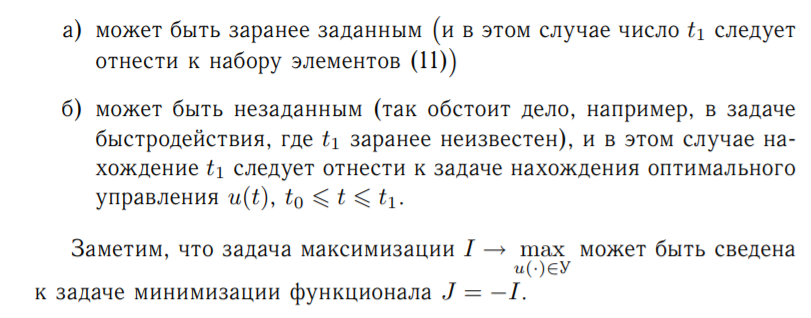 а) может быть заранее заданным (и в этом случае число t₁ следует
отнести к набору элементов (11))
б) может быть незаданным (так обстоит дело, например, в задаче
быстродействия, где t₁ заранее неизвестен), и в этом случае на-
хождение t₁ следует отнести к задаче нахождения оптимального
управления u(t), t₀ ⩽ t ⩽ t₁.
Заметим, что задача максимизации I → max может быть сведена
u(·)∈У
к задаче минимизации функционала J = −I.